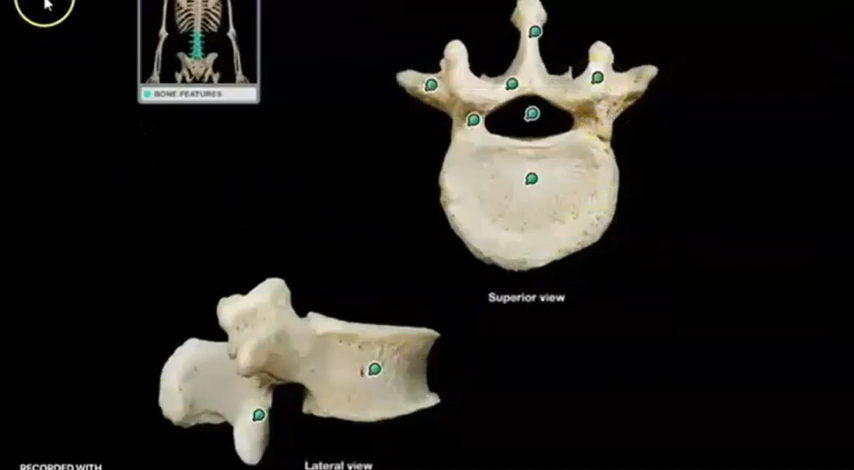 BONE FEATURES
Superior view
Lateral view
RECORDED WITH